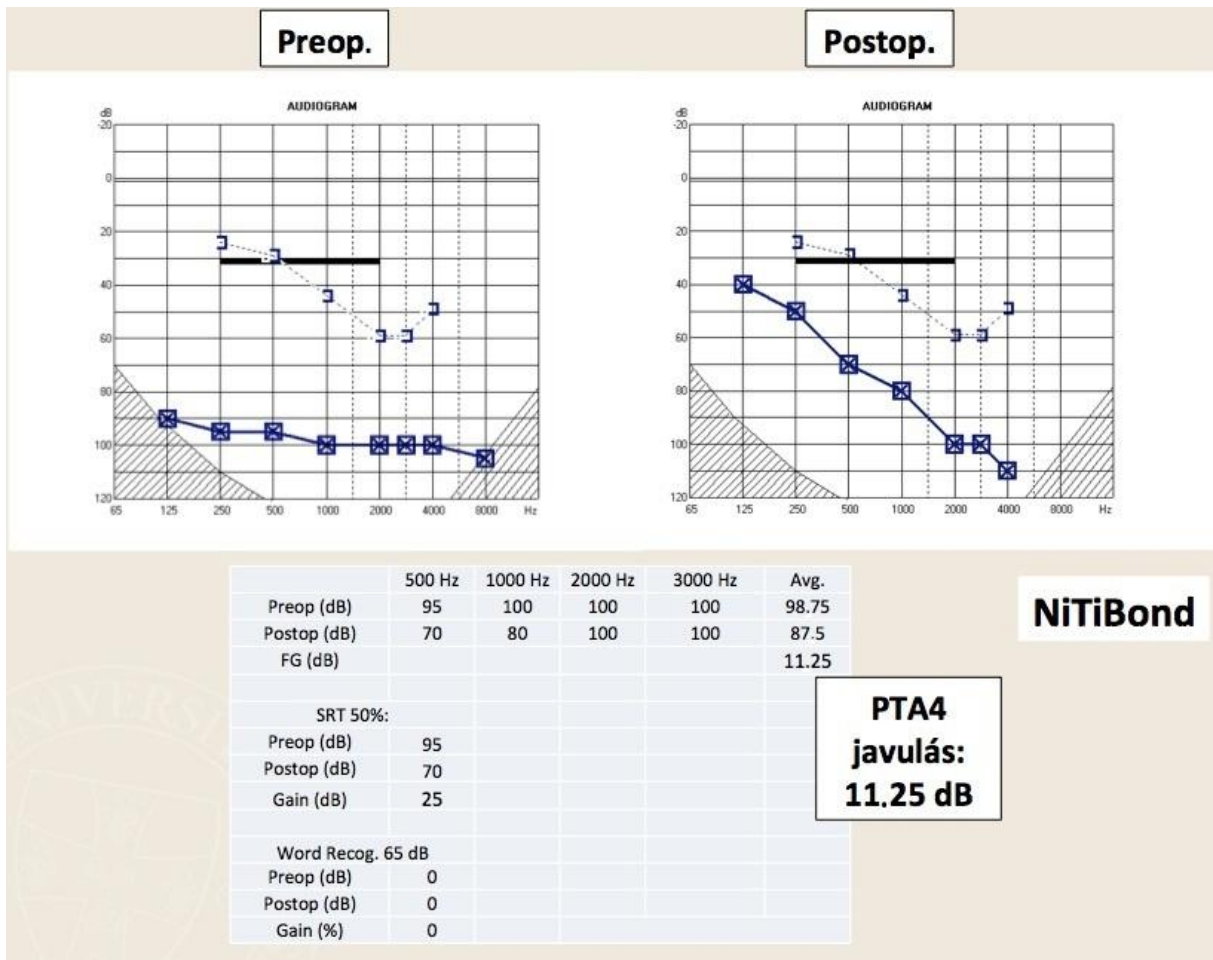 Preop.
Postop.
AUDIOGRAM
dB
-20
0
20
40
60
80
100
120
65 125 250 500 1000 2000 4000 8000 Hz
AUDIOGRAM
dB
-20
0
20
40
60
80
100
120
65 125 250 500 1000 2000 4000 8000 Hz
500 Hz 1000 Hz 2000 Hz 3000 Hz Avg.
Preop (dB) 95 100 100 100 98.75
Postop (dB) 70 80 100 100 87.5
FG (dB) 11.25
SRT 50%:
Preop (dB) 95
Postop (dB) 70
Gain (dB) 25
Word Recog. 65 dB
Preop (dB) 0
Postop (dB) 0
Gain (%) 0
NiTiBond
PTA4
javulás:
11.25 dB